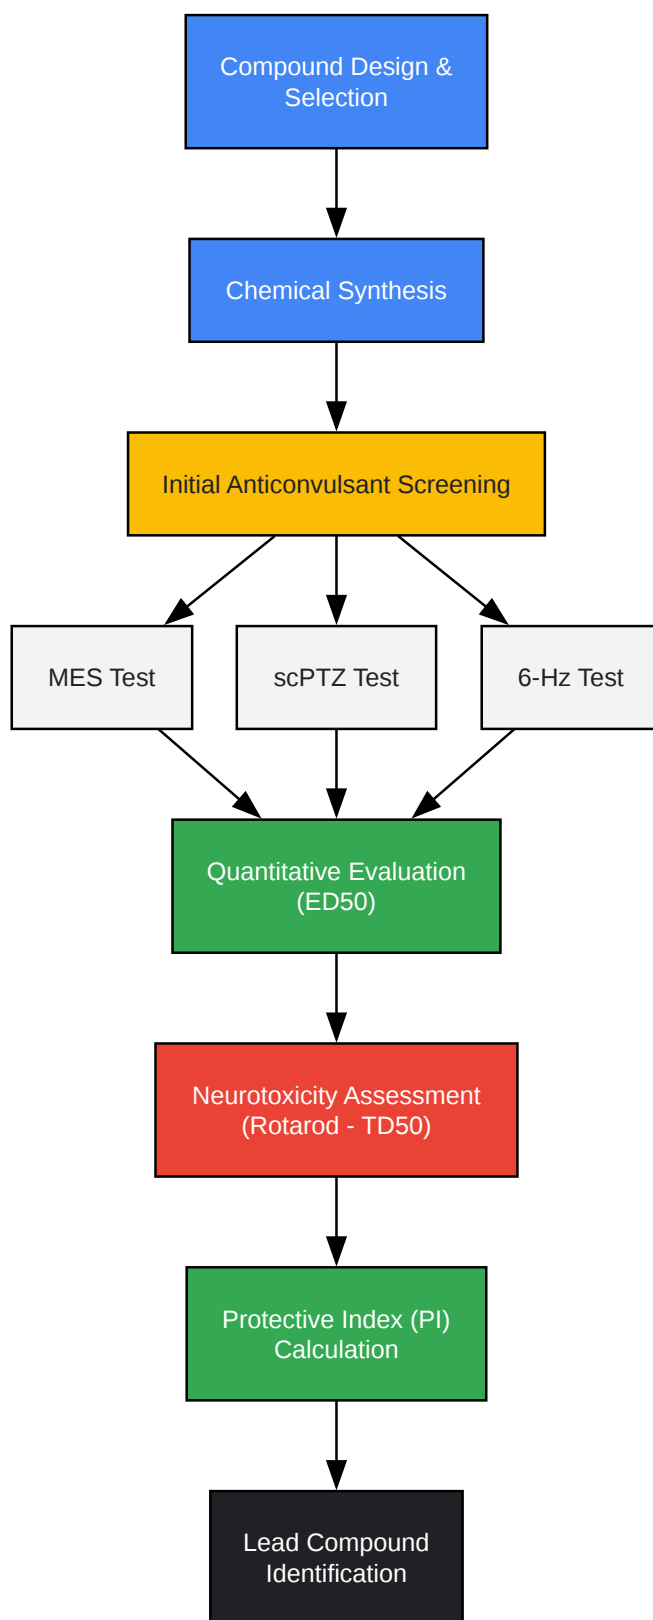 Compound Design &
Selection
Chemical Synthesis
Initial Anticonvulsant Screening
MES Test
scPTZ Test
6-Hz Test
Quantitative Evaluation
(ED50)
Neurotoxicity Assessment
(Rotarod - TD50)
Protective Index (PI)
Calculation
Lead Compound
Identification